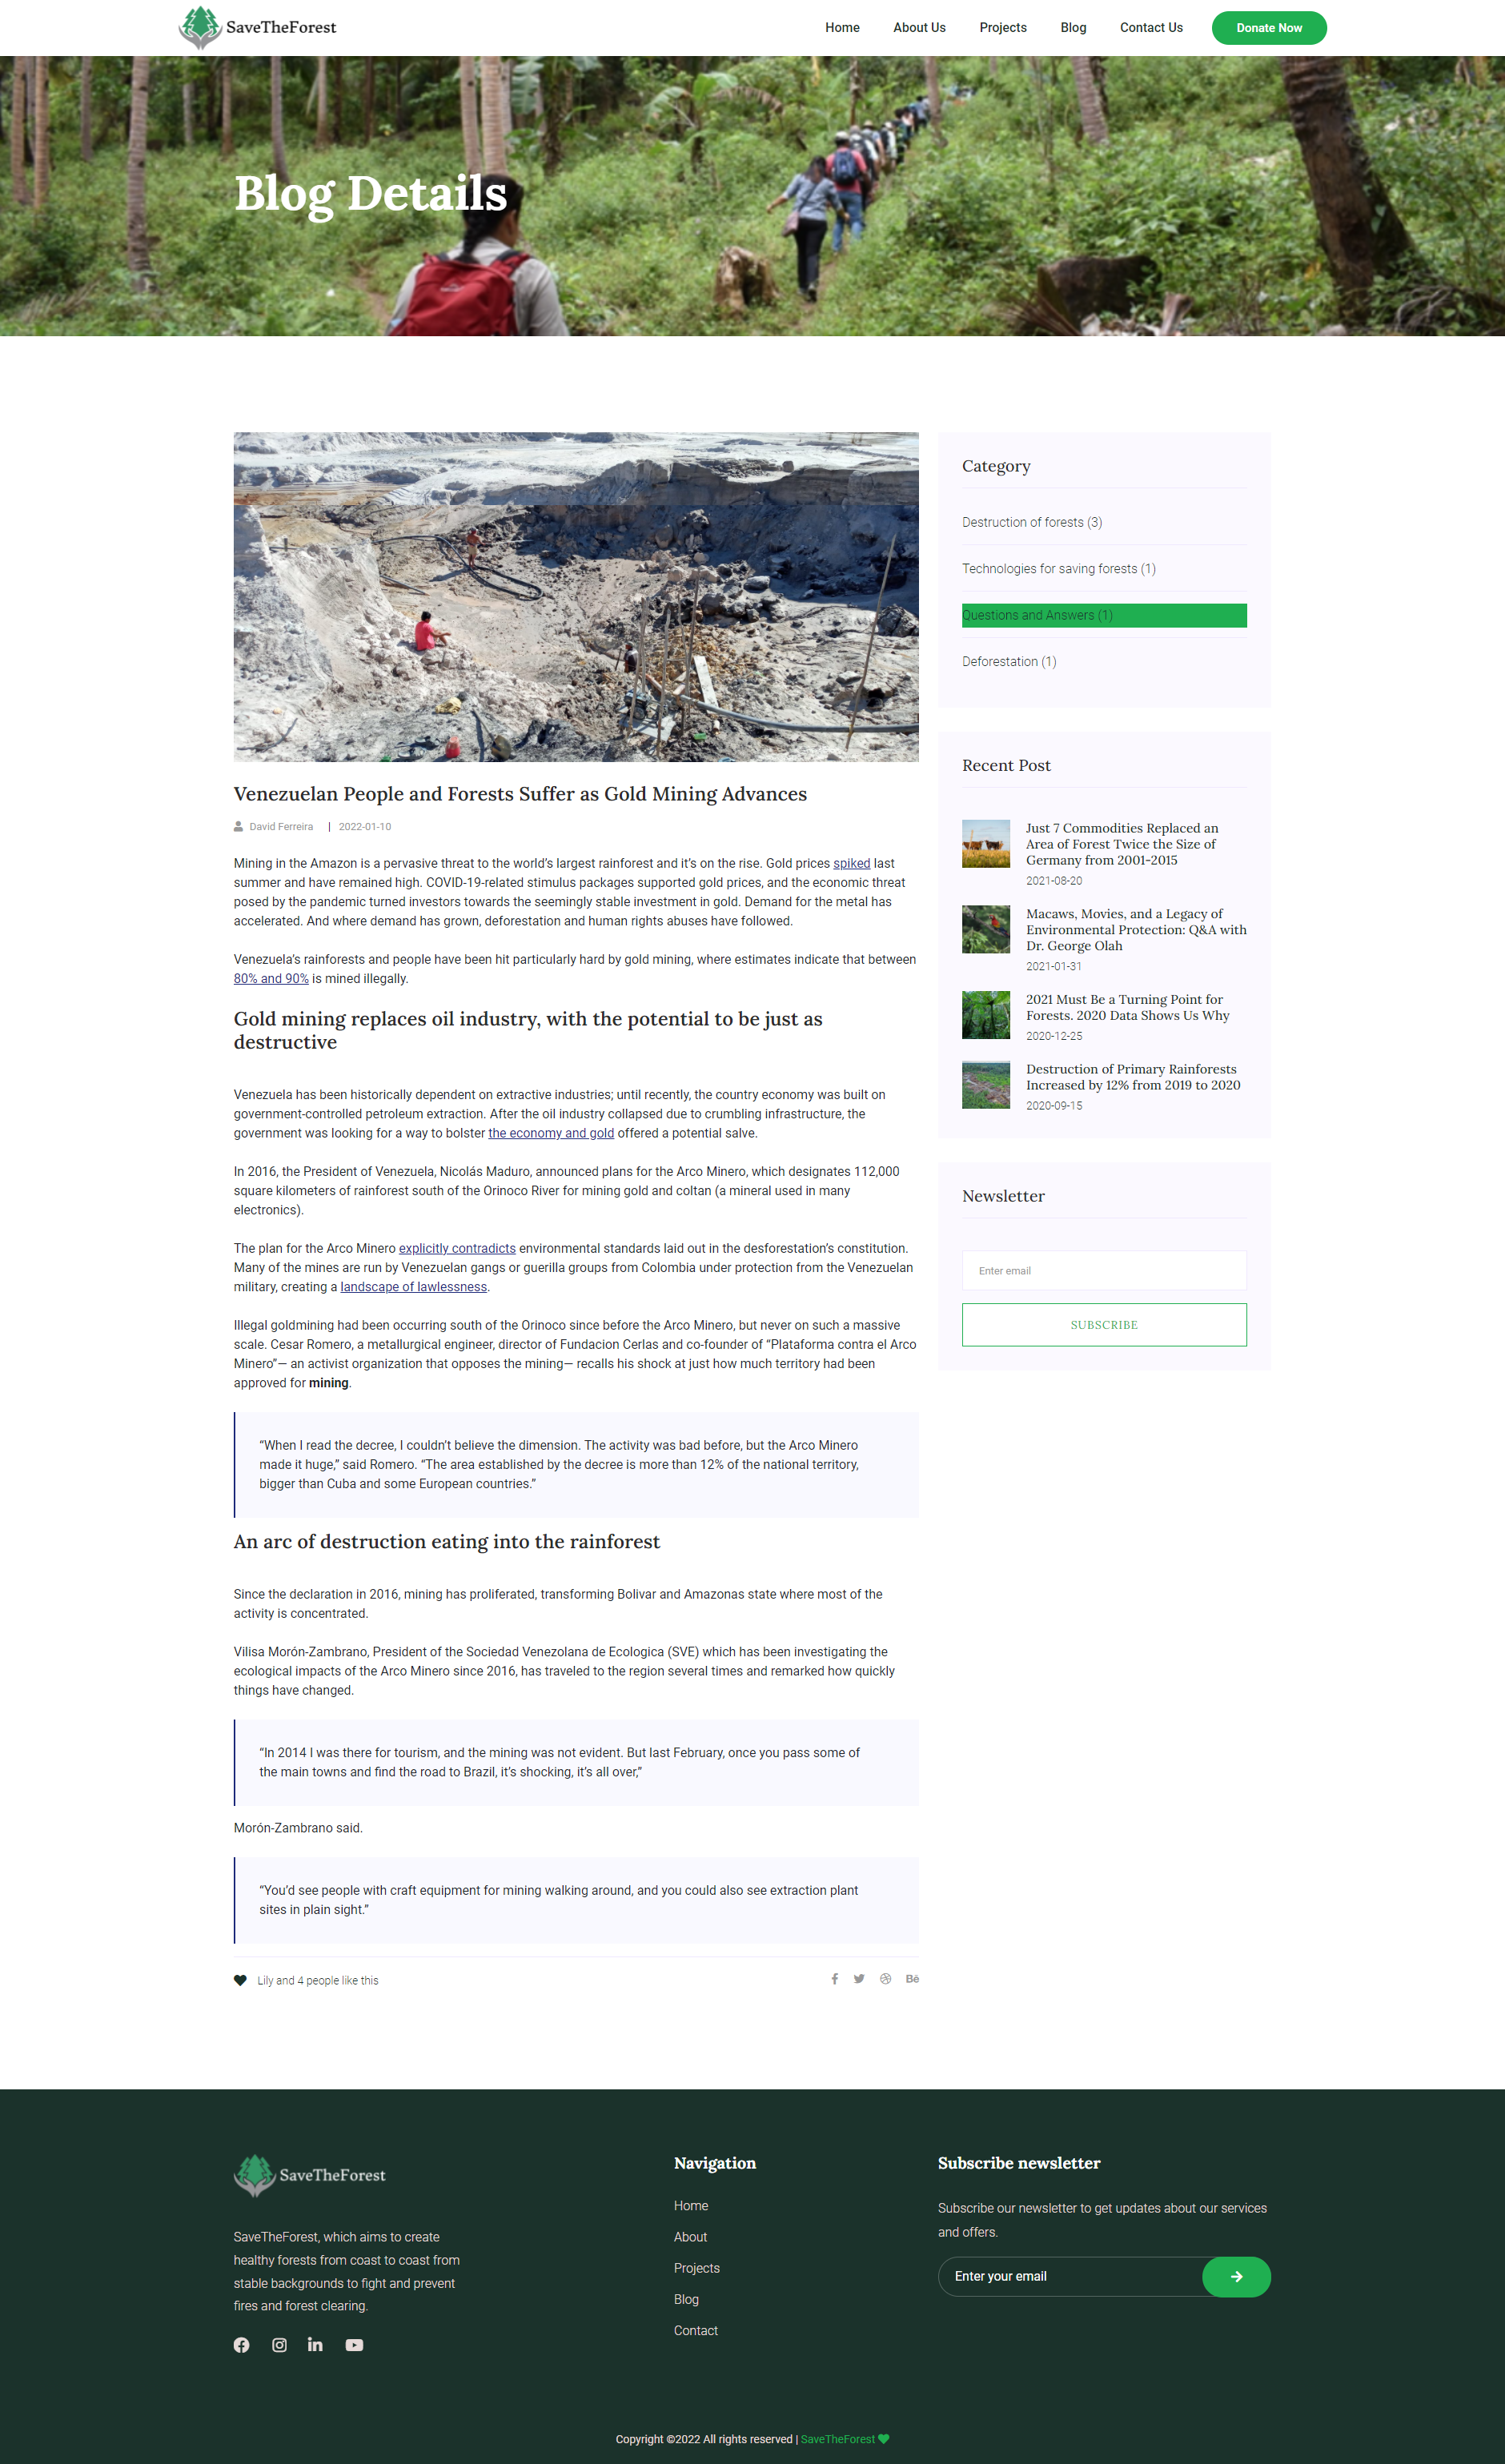 SaveTheForest
Home
About Us
Projects
Blog
Contact Us
Donate Now
Blog Details
Venezuelan People and Forests Suffer as Gold Mining Advances
David Ferreira | 2022-01-10
Mining in the Amazon is a pervasive threat to the world’s largest rainforest and it’s on the rise. Gold prices spiked last
summer and have remained high. COVID-19-related stimulus packages supported gold prices, and the economic threat
posed by the pandemic turned investors towards the seemingly stable investment in gold. Demand for the metal has
accelerated. And where demand has grown, deforestation and human rights abuses have followed.
Venezuela’s rainforests and people have been hit particularly hard by gold mining, where estimates indicate that between
80% and 90% is mined illegally.
Gold mining replaces oil industry, with the potential to be just as
destructive
Venezuela has been historically dependent on extractive industries; until recently, the country economy was built on
government-controlled petroleum extraction. After the oil industry collapsed due to crumbling infrastructure, the
government was looking for a way to bolster the economy and gold offered a potential salve.
In 2016, the President of Venezuela, Nicolás Maduro, announced plans for the Arco Minero, which designates 112,000
square kilometers of rainforest south of the Orinoco River for mining gold and coltan (a mineral used in many
electronics).
The plan for the Arco Minero explicitly contradicts environmental standards laid out in the desforestation’s constitution.
Many of the mines are run by Venezuelan gangs or guerilla groups from Colombia under protection from the Venezuelan
military, creating a landscape of lawlessness.
Illegal goldmining had been occurring south of the Orinoco since before the Arco Minero, but never on such a massive
scale. Cesar Romero, a metallurgical engineer, director of Fundacion Cerlas and co-founder of “Plataforma contra el Arco
Minero”— an activist organization that opposes the mining— recalls his shock at just how much territory had been
approved for mining.
“When I read the decree, I couldn’t believe the dimension. The activity was bad before, but the Arco Minero
made it huge,” said Romero. “The area established by the decree is more than 12% of the national territory,
bigger than Cuba and some European countries.”
An arc of destruction eating into the rainforest
Since the declaration in 2016, mining has proliferated, transforming Bolivar and Amazonas state where most of the
activity is concentrated.
Vilisa Morón-Zambrano, President of the Sociedad Venezolana de Ecologica (SVE) which has been investigating the
ecological impacts of the Arco Minero since 2016, has traveled to the region several times and remarked how quickly
things have changed.
“In 2014 I was there for tourism, and the mining was not evident. But last February, once you pass some of
the main towns and find the road to Brazil, it’s shocking, it’s all over,”
Morón-Zambrano said.
“You’d see people with craft equipment for mining walking around, and you could also see extraction plant
sites in plain sight.”
Lily and 4 people like this
Category
Destruction of forests (3)
Technologies for saving forests (1)
Questions and Answers (1)
Deforestation (1)
Recent Post
Just 7 Commodities Replaced an
Area of Forest Twice the Size of
Germany from 2001-2015
2021-08-20
Macaws, Movies, and a Legacy of
Environmental Protection: Q&A with
Dr. George Olah
2021-01-31
2021 Must Be a Turning Point for
Forests. 2020 Data Shows Us Why
2020-12-25
Destruction of Primary Rainforests
Increased by 12% from 2019 to 2020
2020-09-15
Newsletter
Enter email
SUBSCRIBE
SaveTheForest
SaveTheForest, which aims to create
healthy forests from coast to coast from
stable backgrounds to fight and prevent
fires and forest clearing.
Navigation
Home
About
Projects
Blog
Contact
Subscribe newsletter
Subscribe our newsletter to get updates about our services
and offers.
Enter your email
Copyright ©2022 All rights reserved | SaveTheForest